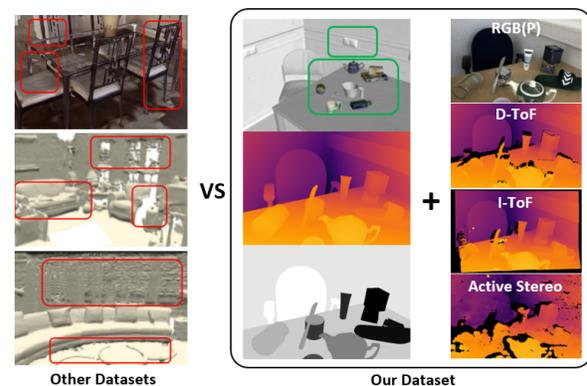 RGB(P)
D-ToF
VS
+
I-ToF
Active Stereo
Other Datasets
Our Dataset